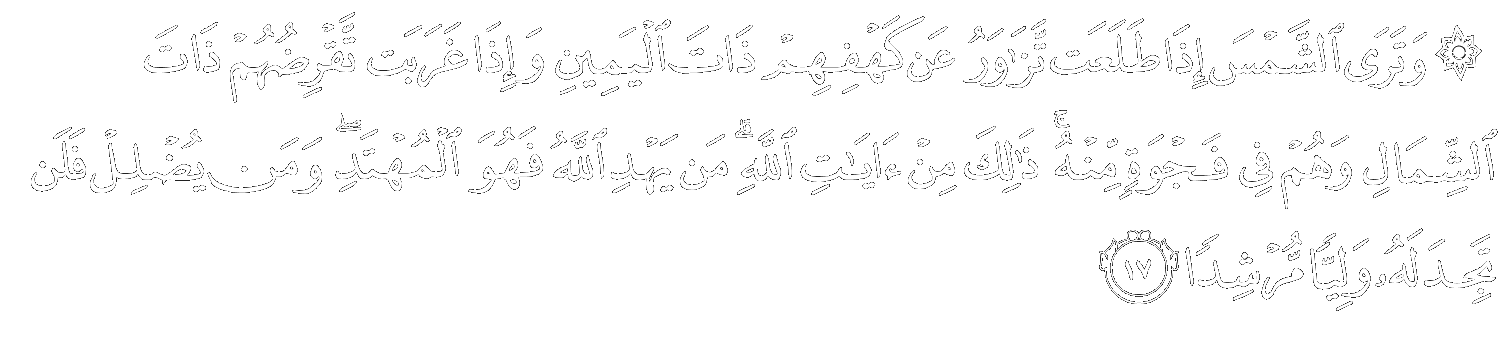 ۞ وَتَرَى ٱلشَّمْسَ إِذَا طَلَعَت تَّزَٰوَرُ عَن كَهْفِهِمْ ذَاتَ ٱلْيَمِينِ وَإِذَا غَرَبَت تَّقْرِضُهُمْ ذَاتَ
ٱلشِّمَالِ وَهُمْ فِى فَجْوَةٍ مِّنْهُ ۚ ذَٰلِكَ مِنْ ءَايَٰتِ ٱللَّهِ ۗ مَن يَهْدِ ٱللَّهُ فَهُوَ ٱلْمُهْتَدِ ۖ وَمَن يُضْلِلْ فَلَن
تَجِدَ لَهُۥ وَلِيًّا مُّرْشِدًا ١٧